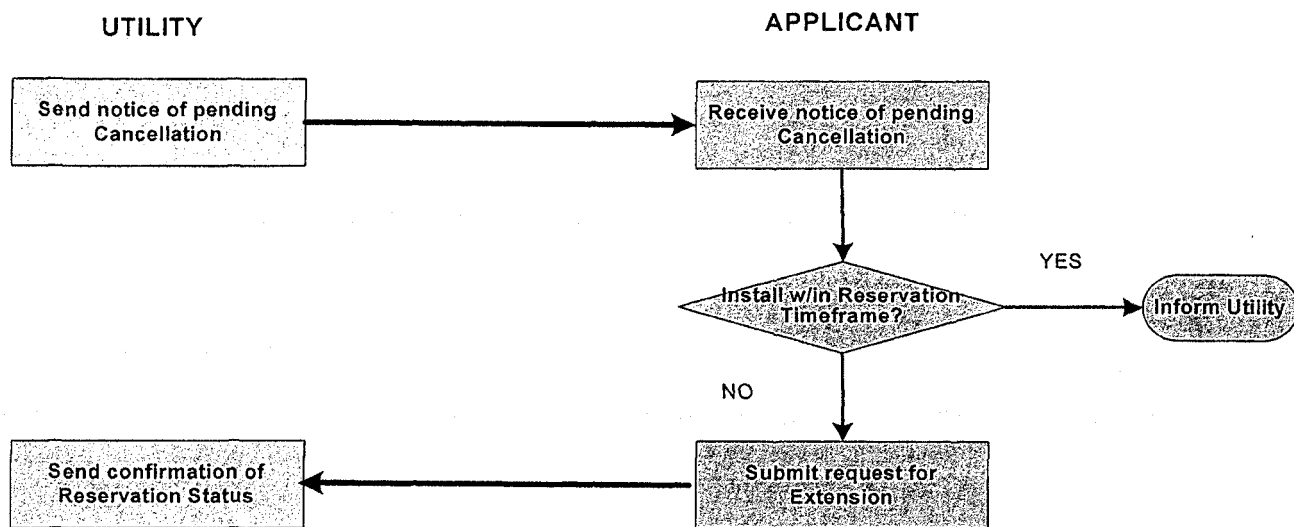 UTILITY
APPLICANT
Send notice of pending
Cancellation
Receive notice of pending
Cancellation
Install w/in Reservation
Timeframe?
YES
Inform Utility
NO
Submit request for
Extension
Send confirmation of
Reservation Status